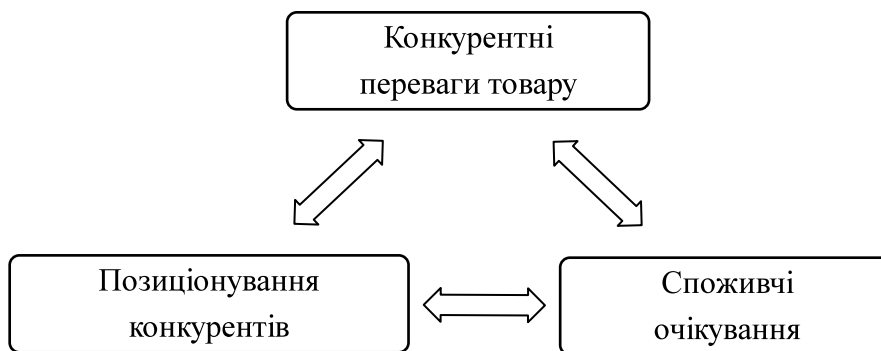 Конкурентні
переваги товару
Позиціонування
конкурентів
Споживчі
очікування